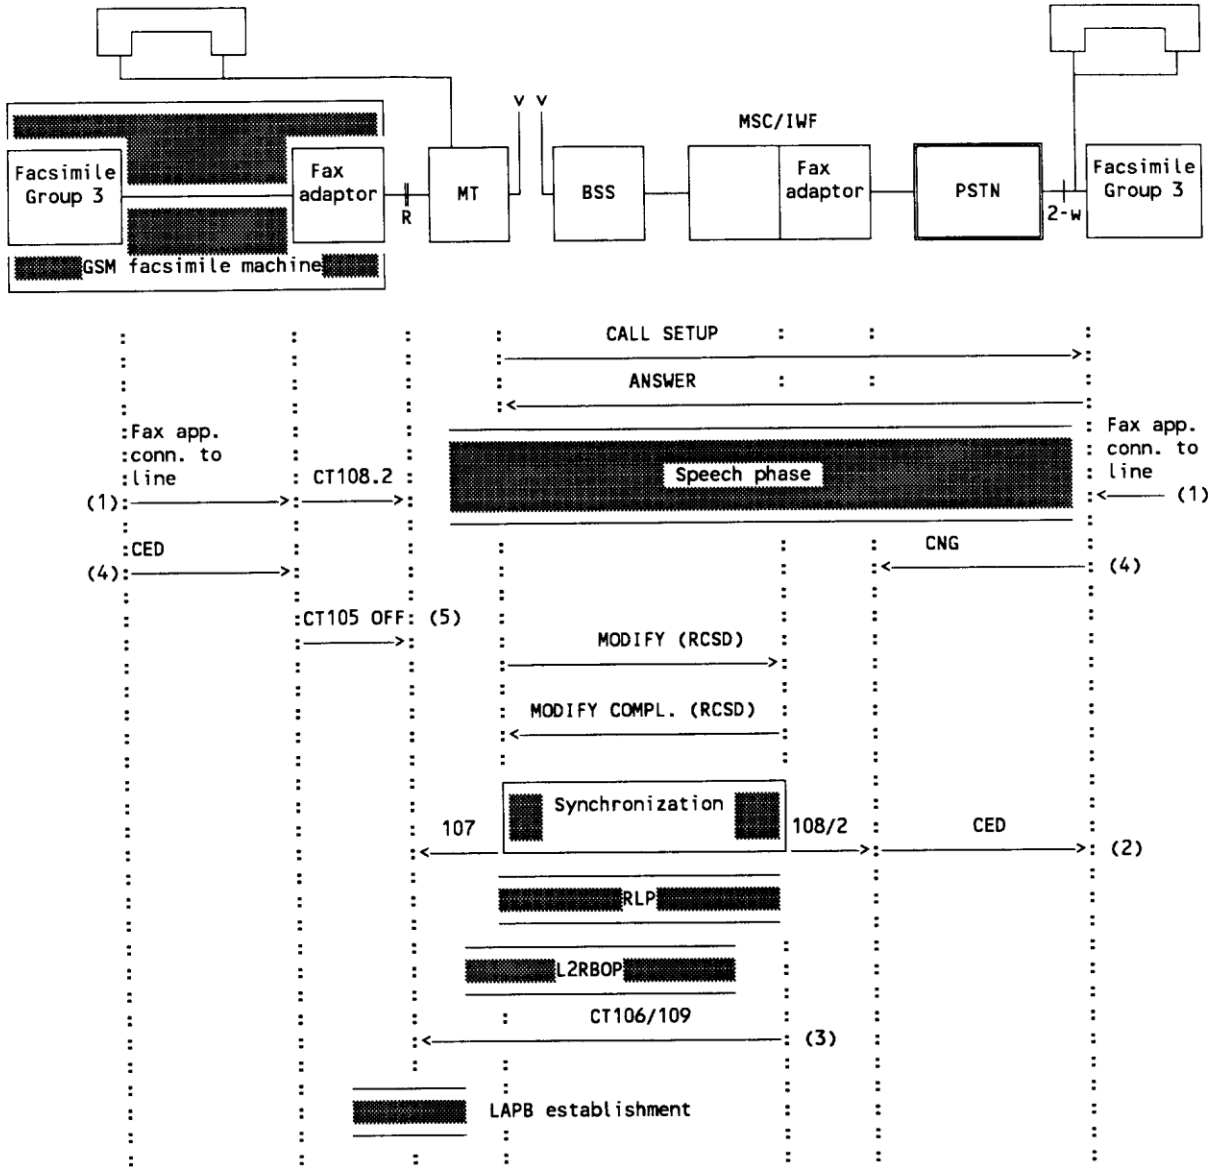 MSC/IWF
Facsimile
Group 3
Fax
adaptor
R
MT
BSS
Fax
adaptor
PSTN
2-W
Facsimile
Group 3
GSM facsimile machine
CALL SETUP
ANSWER
Fax app.
conn. to
line
(1)
CT108.2
Speech phase
Fax app.
conn. to
line
(1)
CED
(4)
CNG
(4)
CT105 OFF
(5)
MODIFY (RCSD)
MODIFY COMPL. (RCSD)
Synchronization
107
108/2
CED
(2)
RLP
L2RBOP
CT106/109
(3)
LAPB establishment